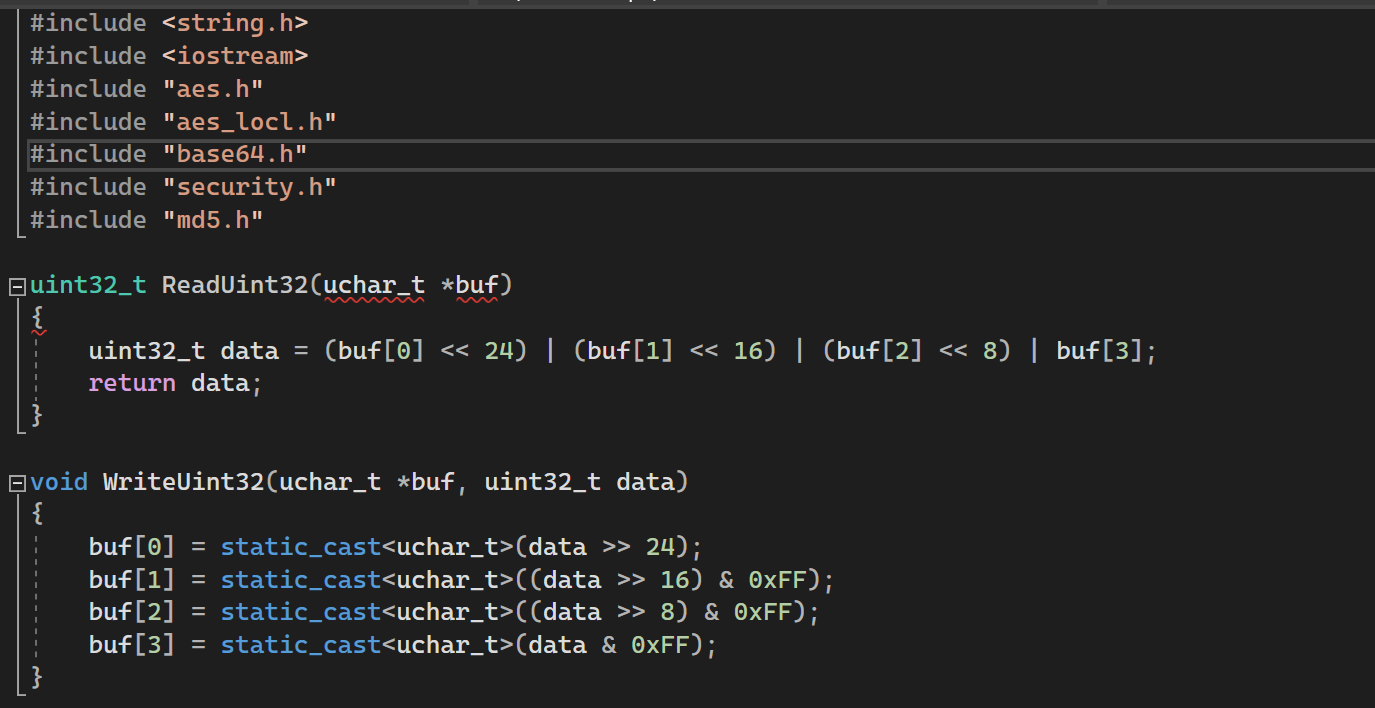 #include <string.h>
#include <iostream>
#include "aes.h"
#include "aes_locl.h"
#include "base64.h"
#include "security.h"
#include "md5.h"
uint32_t ReadUint32(uchar_t *buf)
{
    uint32_t data = (buf[0] << 24) | (buf[1] << 16) | (buf[2] << 8) | buf[3];
    return data;
}
void WriteUint32(uchar_t *buf, uint32_t data)
{
    buf[0] = static_cast<uchar_t>(data >> 24);
    buf[1] = static_cast<uchar_t>((data >> 16) & 0xFF);
    buf[2] = static_cast<uchar_t>((data >> 8) & 0xFF);
    buf[3] = static_cast<uchar_t>(data & 0xFF);
}